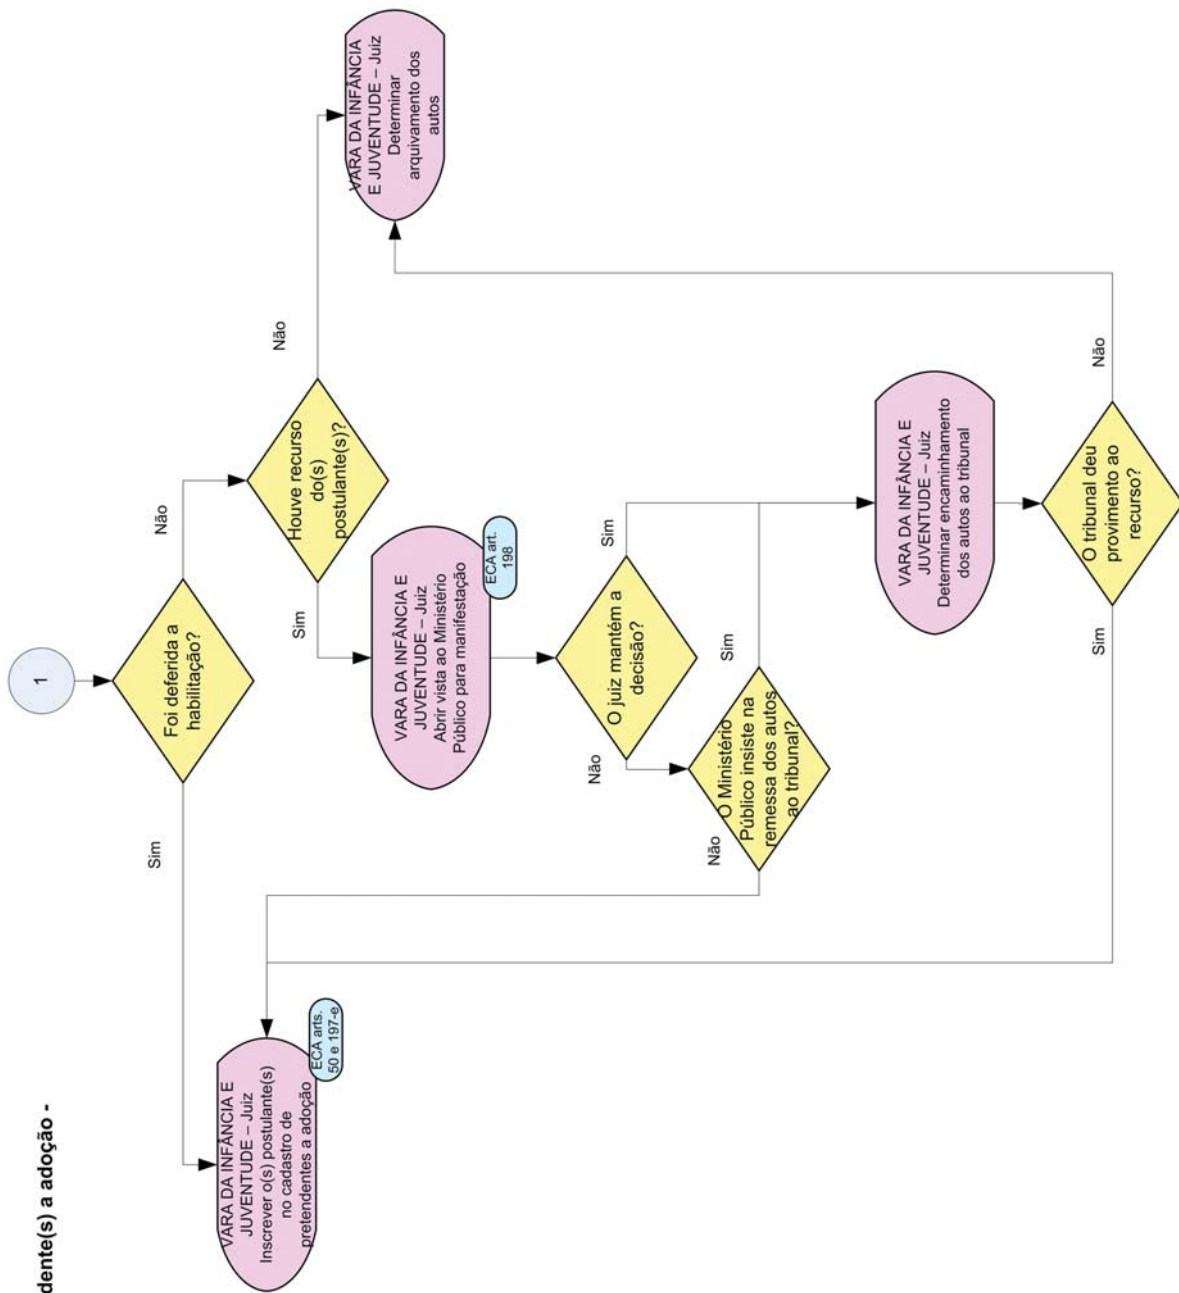 dente(s) a adoção -
1
Foi deferida a
habilitação?
Sim
Não
VARA DA INFÂNCIA E
JUVENTUDE – Juiz
Inscrever o(s) postulante(s)
no cadastro de
pretendentes a adoção
ECA arts.
50 e 197-e
Houve recurso
do(s)
postulante(s)?
Sim
Não
VARA DA INFÂNCIA
E JUVENTUDE – Juiz
Determinar
arquivamento dos
autos
VARA DA INFÂNCIA E
JUVENTUDE – Juiz
Abrir vista ao Ministério
Público para manifestação
ECA art.
198
O juiz mantém a
decisão?
Não
Sim
O Ministério
Público insiste na
remessa dos autos
ao tribunal?
Não
Sim
VARA DA INFÂNCIA E
JUVENTUDE – Juiz
Determinar encaminhamento
dos autos ao tribunal
O tribunal deu
provimento ao
recurso?
Sim
Não